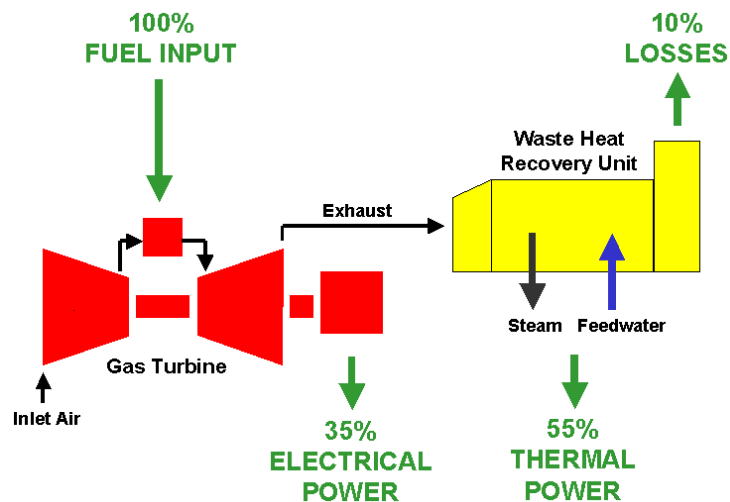 100%
FUEL INPUT
10%
LOSSES
Waste Heat
Recovery Unit
Exhaust
Steam
Feedwater
Gas Turbine
Inlet Air
35%
ELECTRICAL
POWER
55%
THERMAL
POWER